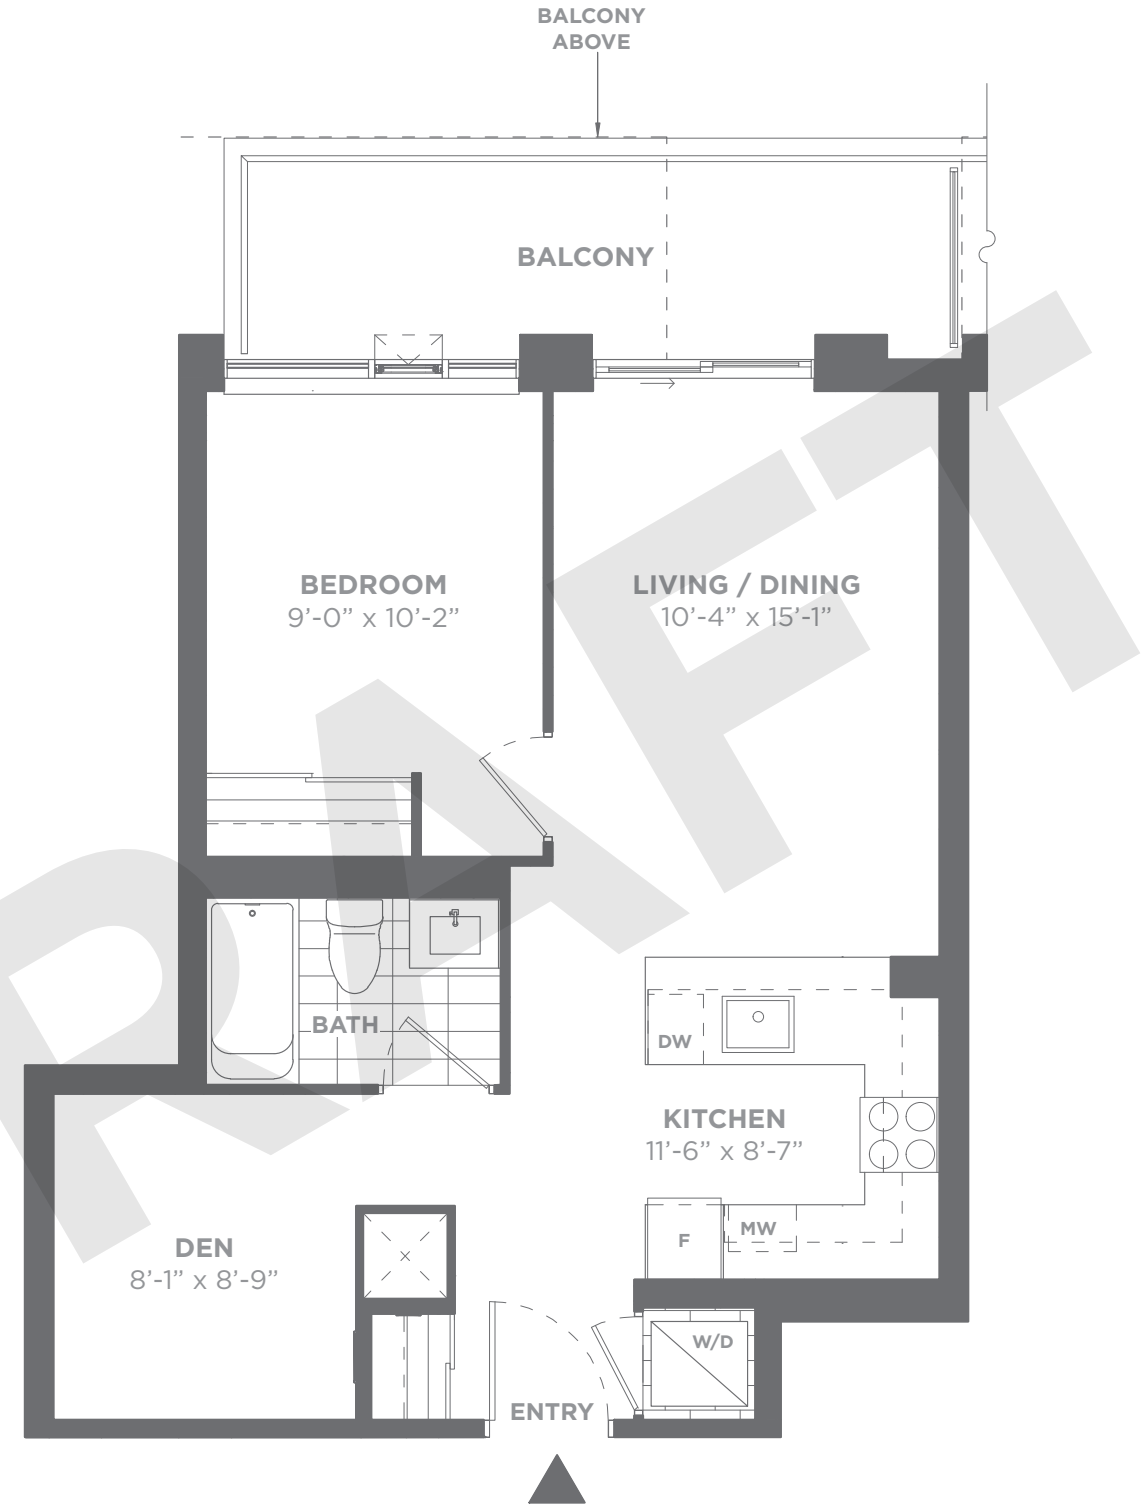 BALCONY
ABOVE
BALCONY
BEDROOM
9’-0” x 10’-2”
LIVING / DINING
10’-4” x 15’-1”
BATH
DW
KITCHEN
11’-6” x 8’-7”
F
MW
DEN
8’-1” x 8’-9”
W/D
ENTRY
RAFT